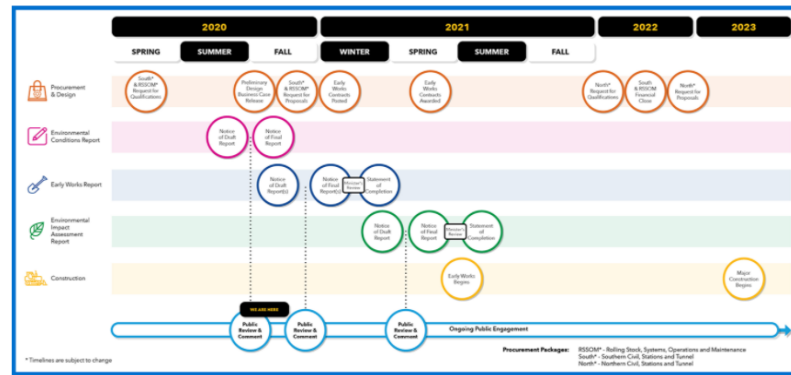 2020
2021
2022
2023
SPRING
SUMMER
FALL
WINTER
SPRING
SUMMER
FALL
Procurement
& Design
South*
& RSSOM*
Request for
Qualifications
Preliminary
Design
Business Case
Release
South*
& RSSOM*
Request for
Proposals
Early
Works
Contracts
Posted
Early
Works
Contracts
Awarded
North*
Request for
Qualifications
South
& RSSOM
Financial
Close
North*
Request for
Proposals
Environmental
Conditions Report
Notice
of Draft
Report
Notice
of Final
Report
Early Works Report
Notice
of Draft
Report(s)
Notice
of Final
Report(s)
Minister's
Review
Statement
of
Completion
Environmental
Impact
Assessment
Report
Notice
of Draft
Report
Notice
of Final
Report
Minister's
Review
Statement
of
Completion
Construction
Early Works
Begins
Major
Construction
Begins
WE ARE HERE
Public
Review &
Comment
Public
Review &
Comment
Public
Review &
Comment
Ongoing Public Engagement
* Timelines are subject to change
Procurement Packages: RSSOM* - Rolling Stock, Systems, Operations and Maintenance
South* - Southern Civil, Stations and Tunnel
North* - Northern Civil, Stations and Tunnel